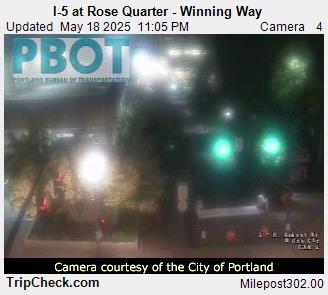 I-5 at Rose Quarter - Winning Way
Updated May 18 2025 11:05 PM Camera 4
PBOT
PORTLAND BUREAU OF TRANSPORTATION
Camera courtesy of the City of Portland
TripCheck.com Milepost302.00